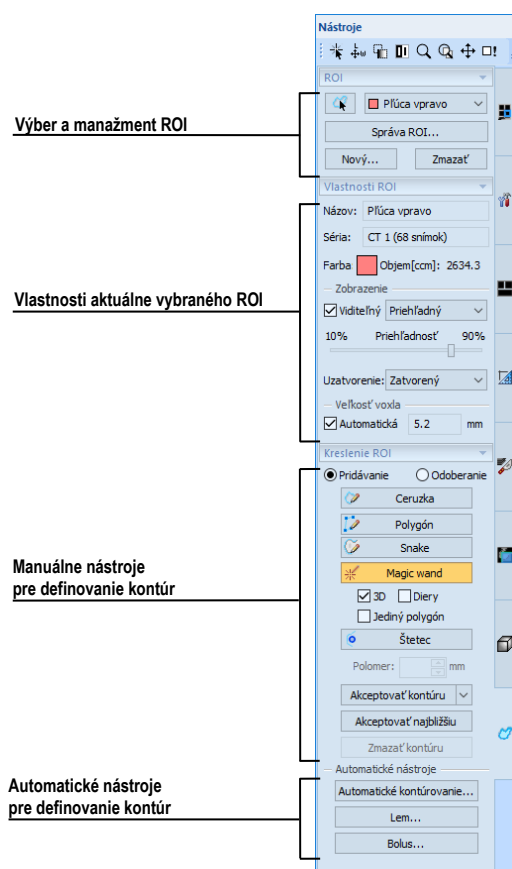 Nástroje
ROI
Pľúca vpravo
Správa ROI...
Nový...
Zmazať
Výber a manažment ROI
Vlastnosti ROI
Názov: Pľúca vpravo
Séria: CT 1 (68 snímok)
Farba Objem[ccm]: 2634.3
Zobrazenie
Viditeľný Priehľadný
10% Priehľadnosť 90%
Uzatvorenie: Zatvorený
Veľkosť voxla
Automatická 5.2 mm
Vlastnosti aktuálne vybraného ROI
Kreslenie ROI
Pridávanie Odoberanie
Ceruzka
Polygón
Snake
Magic wand
3D Diery
Jediný polygón
Štetec
Polomer: mm
Akceptovať kontúru
Akceptovať najbližšiu
Zmazať kontúru
Manuálne nástroje
pre definovanie kontúr
Automatické nástroje
Automatické kontúrovanie...
Lem...
Bolus...
Automatické nástroje
pre definovanie kontúr